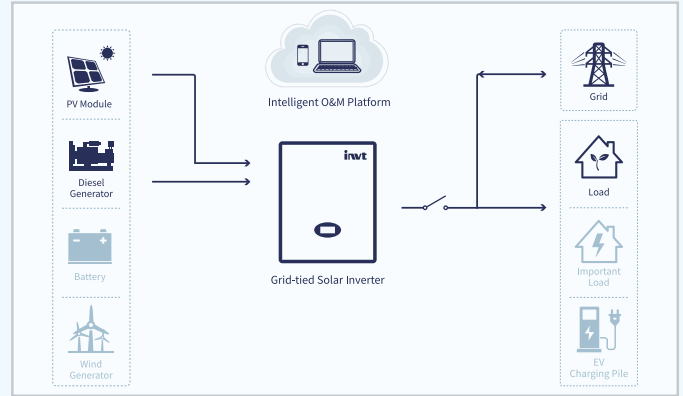 PV Module
Diesel
Generator
Battery
Wind
Generator
Intelligent O&M Platform
invt
Grid-tied Solar Inverter
Grid
Load
Important
Load
EV
Charging Pile